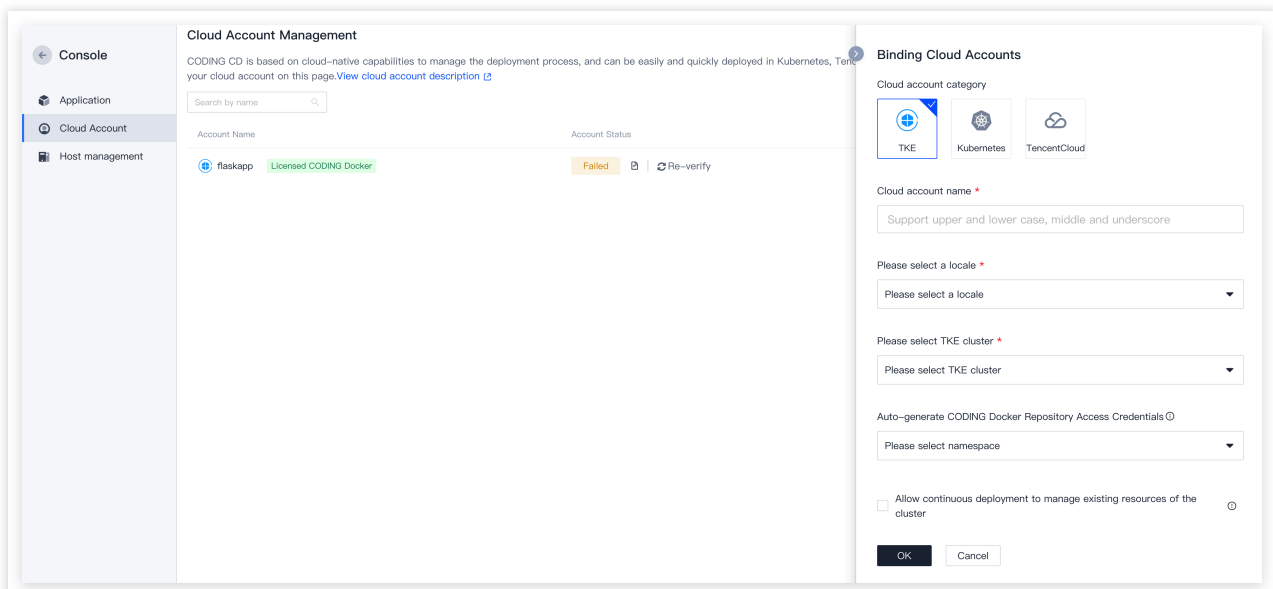 Console
Application
Cloud Account
Host management
Cloud Account Management
CODING CD is based on cloud-native capabilities to manage the deployment process, and can be easily and quickly deployed in Kubernetes,
your cloud account on this page.View cloud account description
Search by name
Account Name
Account Status
flaskapp
Licensed CODING Docker
Failed
Re-verify
Binding Cloud Accounts
Cloud account category
TKE
Kubernetes
TencentCloud
Cloud account name *
Support upper and lower case, middle and underscore
Please select a locale *
Please select a locale
Please select TKE cluster *
Please select TKE cluster
Auto-generate CODING Docker Repository Access Credentials
Please select namespace
Allow continuous deployment to manage existing resources of the
cluster
OK
Cancel